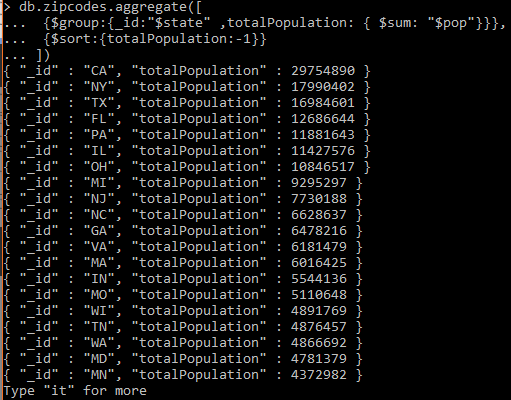 > db.zipcodes.aggregate([
... {$group:{_id:"$state" ,totalPopulation: { $sum: "$pop"}}},
... {$sort:{totalPopulation:-1}}
... ])
{ "_id" : "CA", "totalPopulation" : 29754890 }
{ "_id" : "NY", "totalPopulation" : 17990402 }
{ "_id" : "TX", "totalPopulation" : 16984601 }
{ "_id" : "FL", "totalPopulation" : 12686644 }
{ "_id" : "PA", "totalPopulation" : 11881643 }
{ "_id" : "IL", "totalPopulation" : 11427576 }
{ "_id" : "OH", "totalPopulation" : 10846517 }
{ "_id" : "MI", "totalPopulation" : 9295297 }
{ "_id" : "NJ", "totalPopulation" : 7730188 }
{ "_id" : "NC", "totalPopulation" : 6628637 }
{ "_id" : "GA", "totalPopulation" : 6478216 }
{ "_id" : "VA", "totalPopulation" : 6181479 }
{ "_id" : "MA", "totalPopulation" : 6016425 }
{ "_id" : "IN", "totalPopulation" : 5544136 }
{ "_id" : "MO", "totalPopulation" : 5110648 }
{ "_id" : "WI", "totalPopulation" : 4891769 }
{ "_id" : "TN", "totalPopulation" : 4876457 }
{ "_id" : "WA", "totalPopulation" : 4866692 }
{ "_id" : "MD", "totalPopulation" : 4781379 }
{ "_id" : "MN", "totalPopulation" : 4372982 }
Type "it" for more